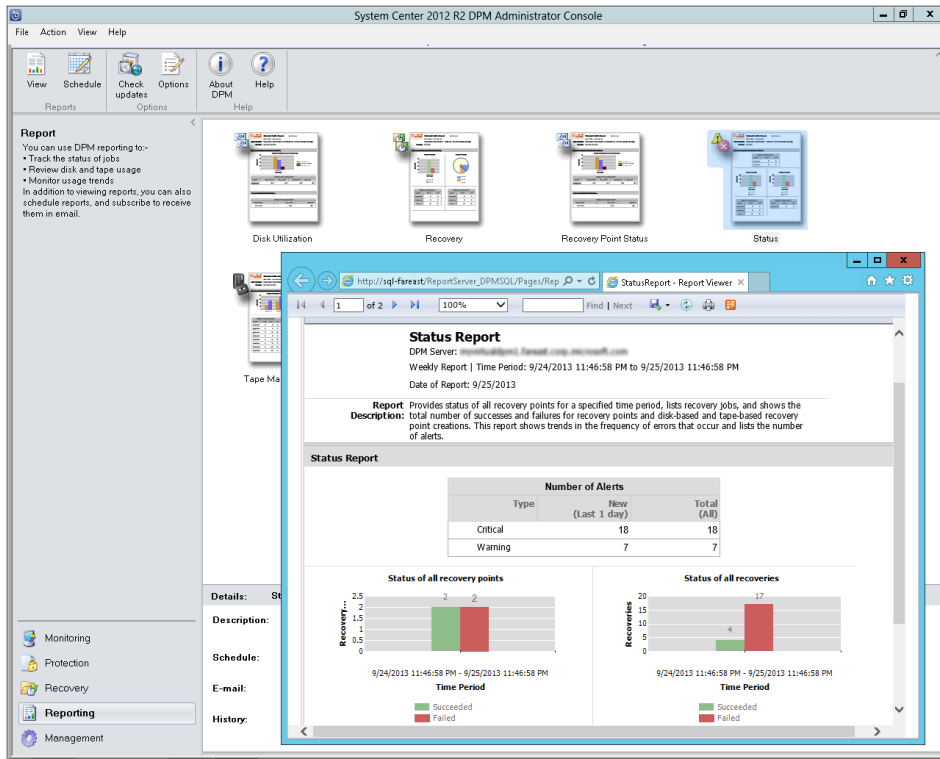 System Center 2012 R2 DPM Administrator Console
File Action View Help
View Schedule Check updates Options About DPM Help
Reports Options Help
Report
You can use DPM reporting to:-
• Track the status of jobs
• Review disk and tape usage
• Monitor usage trends
In addition to viewing reports, you can also
schedule reports, and subscribe to receive
them in email.
Disk Utilization Recovery Recovery Point Status Status
Tape Ma
http://sql-fareast/ReportServer_DPMSQL/Pages/Rep
StatusReport - Report Viewer
1 of 2 100% Find | Next
Status Report
DPM Server:
Weekly Report | Time Period: 9/24/2013 11:46:58 PM to 9/25/2013 11:46:58 PM
Date of Report: 9/25/2013
Report Provides status of all recovery points for a specified time period, lists recovery jobs, and shows the
Description: total number of successes and failures for recovery points and disk-based and tape-based recovery
point creations. This report shows trends in the frequency of errors that occur and lists the number
of alerts.
Status Report
Number of Alerts
Type New (Last 1 day) Total (All)
Critical 18 18
Warning 7 7
Status of all recovery points
Recovery...
2.5
2
1.5
1
0.5
0
2 2
9/24/2013 11:46:58 PM - 9/25/2013 11:46:58 PM
Time Period
Succeeded
Failed
Status of all recoveries
Recoveries
20
15
10
5
0
4 17
9/24/2013 11:46:58 PM - 9/25/2013 11:46:58 PM
Time Period
Succeeded
Failed
Details: St
Description:
Schedule:
E-mail:
History:
Monitoring
Protection
Recovery
Reporting
Management